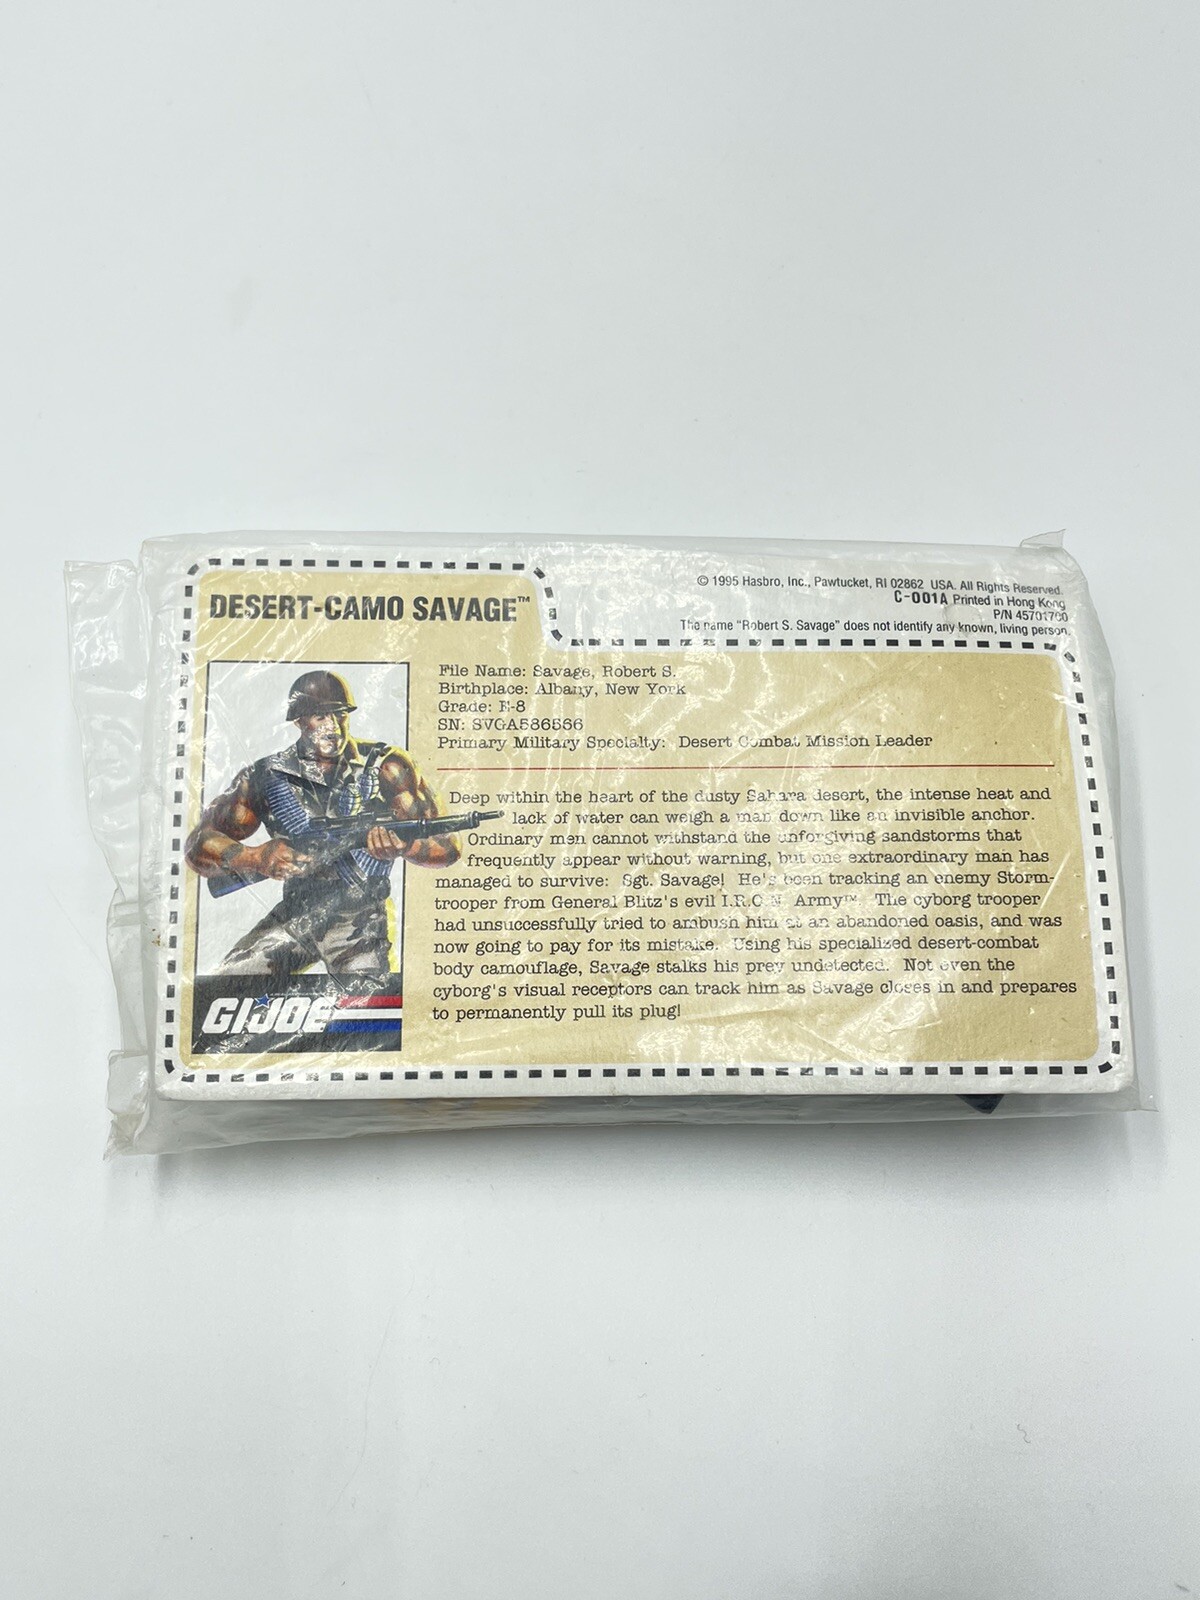 DESERT-CAMO SAVAGE™
© 1995 Hasbro, Inc., Pawtucket, RI 02862 USA. All Rights Reserved.
C-001A Printed in Hong Kong
P/N 45701700
The name "Robert S. Savage" does not identify any known, living person.
File Name: Savage, Robert S.
Birthplace: Albany, New York
Grade: E-8
SN: SVGA586586
Primary Military Specialty: Desert Combat Mission Leader
Deep within the heart of the dusty Sahara desert, the intense heat and
lack of water can weigh a man down like an invisible anchor.
Ordinary men cannot withstand the unforgiving sandstorms that
frequently appear without warning, but one extraordinary man has
managed to survive: Sgt. Savage! He's been tracking an enemy Storm-
trooper from General Blitz's evil I.R.O.N. Army™. The cyborg trooper
had unsuccessfully tried to ambush him at an abandoned oasis, and was
now going to pay for its mistake. Using his specialized desert-combat
body camouflage, Savage stalks his prey undetected. Not even the
cyborg's visual receptors can track him as Savage closes in and prepares
to permanently pull its plug!
GI JOE